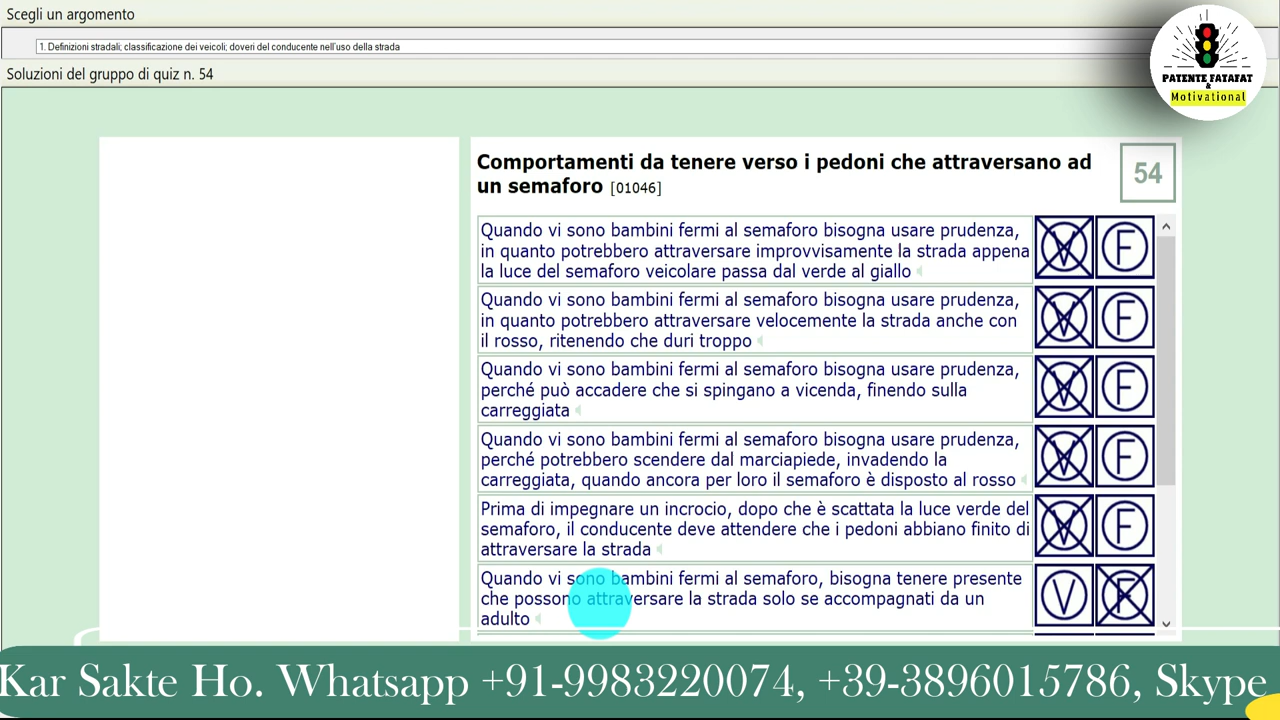 Scegli un argomento
1. Definizioni stradali; classificazione dei veicoli; doveri del conducente nell'uso della strada
Soluzioni del gruppo di quiz n. 54
PATENTE FATAFAT
&
Motivational
Comportamenti da tenere verso i pedoni che attraversano ad
un semaforo [01046]
54
Quando vi sono bambini fermi al semaforo bisogna usare prudenza,
in quanto potrebbero attraversare improvvisamente la strada appena
la luce del semaforo veicolare passa dal verde al giallo
V F
Quando vi sono bambini fermi al semaforo bisogna usare prudenza,
in quanto potrebbero attraversare velocemente la strada anche con
il rosso, ritenendo che duri troppo
V F
Quando vi sono bambini fermi al semaforo bisogna usare prudenza,
perché può accadere che si spingano a vicenda, finendo sulla
carreggiata
V F
Quando vi sono bambini fermi al semaforo bisogna usare prudenza,
perché potrebbero scendere dal marciapiede, invadendo la
carreggiata, quando ancora per loro il semaforo è disposto al rosso
V F
Prima di impegnare un incrocio, dopo che è scattata la luce verde del
semaforo, il conducente deve attendere che i pedoni abbiano finito di
attraversare la strada
V F
Quando vi sono bambini fermi al semaforo, bisogna tenere presente
che possono attraversare la strada solo se accompagnati da un
adulto
V F
Kar Sakte Ho. Whatsapp +91-9983220074, +39-3896015786, Skype